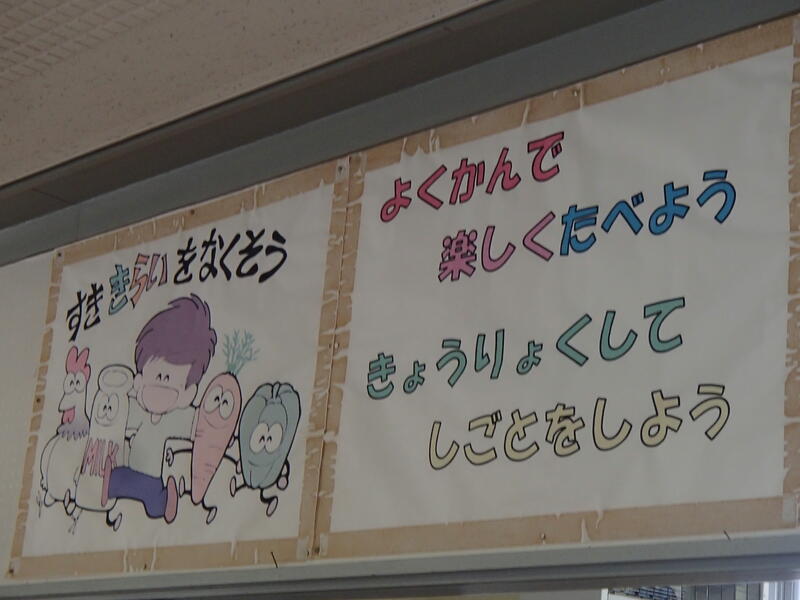 すききらいをなくそう
MILK
よくかんで
楽しくたべよう
きょうりょくして
しごとをしよう